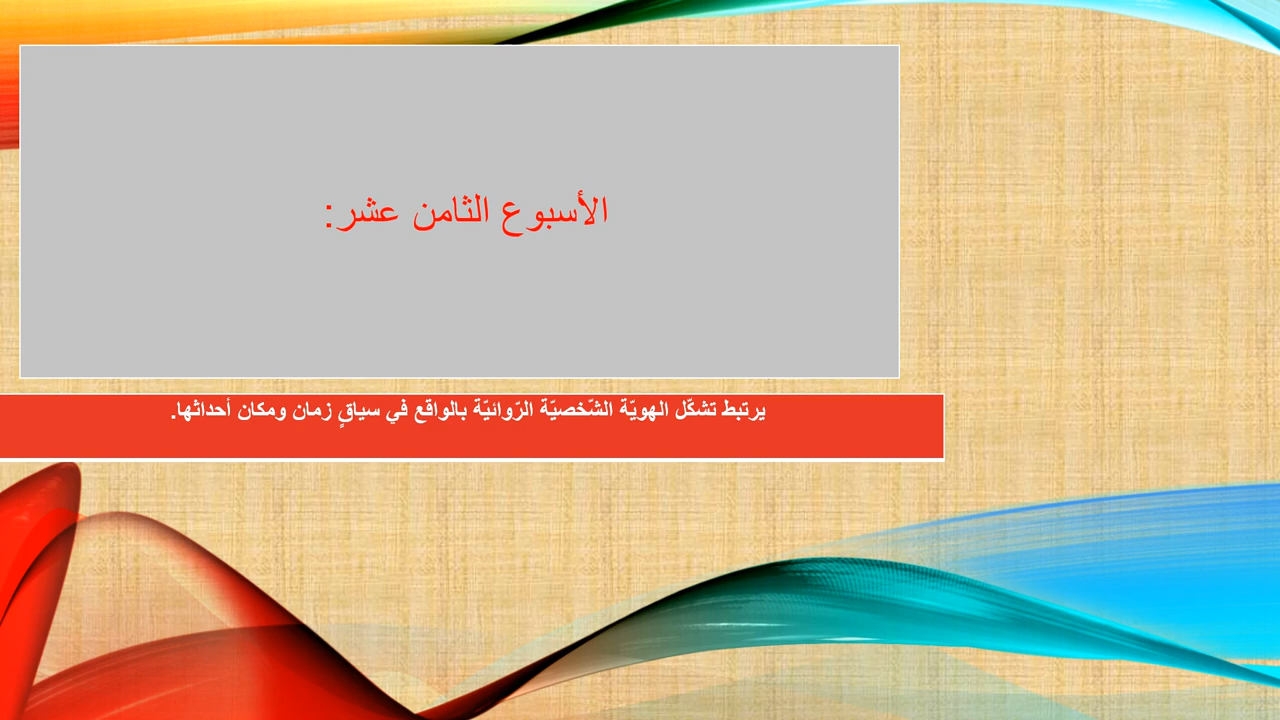 الأسبوع الثامن عشر:
يرتبط تشكّل الهويّة الشّخصيّة الرّوائيّة بالواقع في سياقٍ زمان ومكان أحداثها.